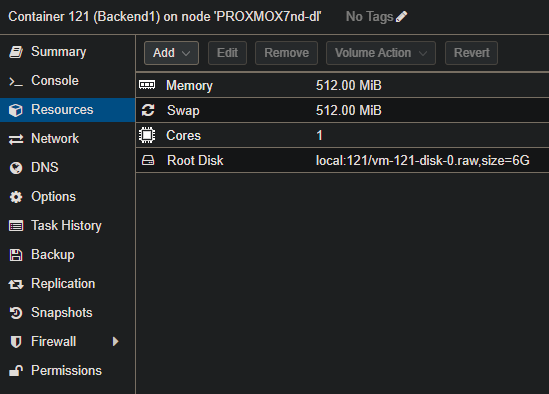 Container 121 (Backend1) on node 'PROXMOX7nd-dl' No Tags
Summary
Console
Resources
Network
DNS
Options
Task History
Backup
Replication
Snapshots
Firewall
Permissions
Add Edit Remove Volume Action Revert
Memory 512.00 MiB
Swap 512.00 MiB
Cores 1
Root Disk local:121/vm-121-disk-0.raw,size=6G